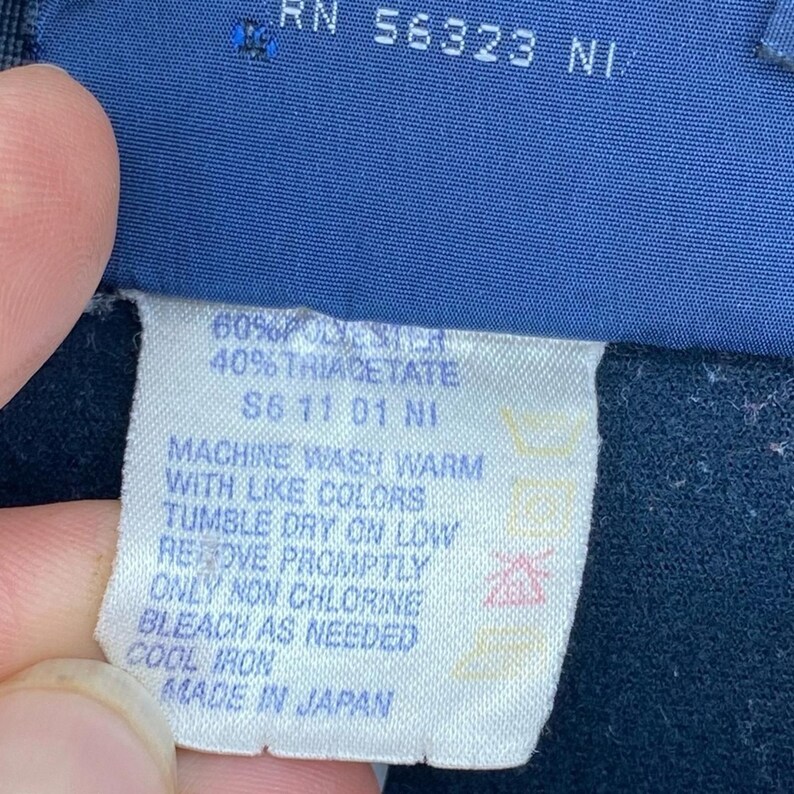 RN 56323 NI
60% POLYESTER
40% TRIACETATE
S6 11 01 NI
MACHINE WASH WARM
WITH LIKE COLORS
TUMBLE DRY ON LOW
REMOVE PROMPTLY
ONLY NON CHLORINE
BLEACH AS NEEDED
COOL IRON
MADE IN JAPAN